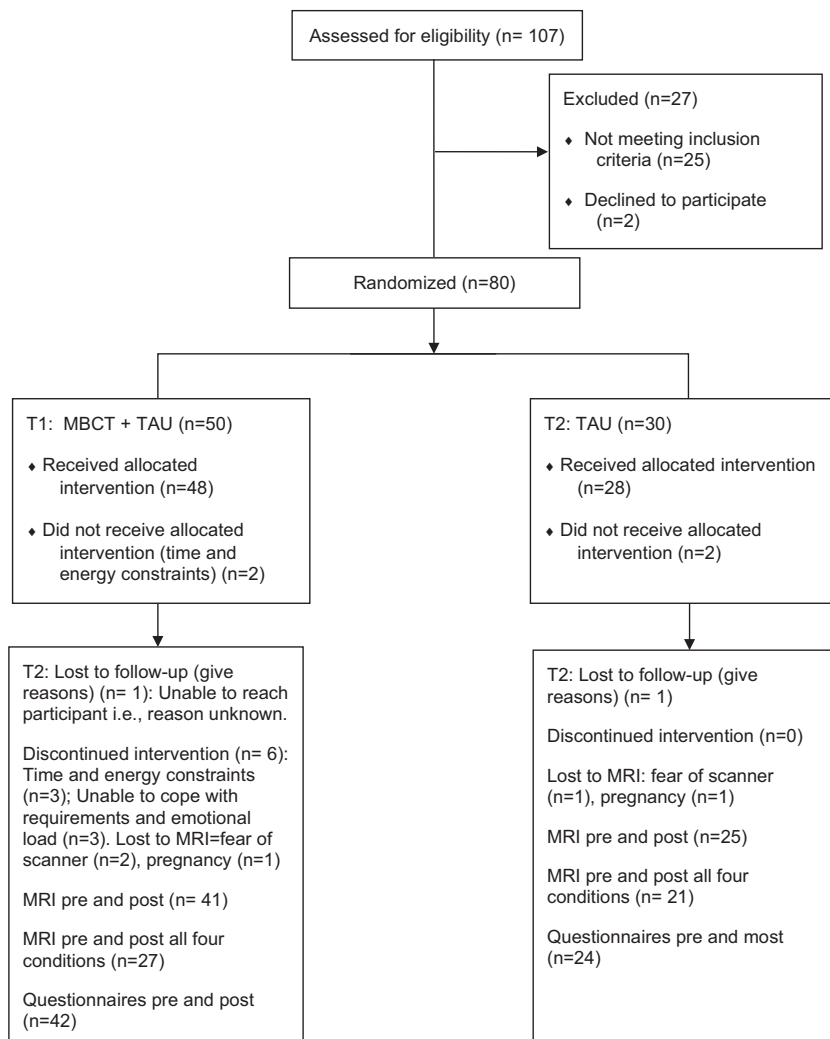 Assessed for eligibility (n= 107)
Excluded (n=27)
♦ Not meeting inclusion
criteria (n=25)
♦ Declined to participate
(n=2)
Randomized (n=80)
T1: MBCT + TAU (n=50)
♦ Received allocated
intervention (n=48)
♦ Did not receive allocated
intervention (time and
energy constraints) (n=2)
T2: TAU (n=30)
♦ Received allocated intervention
(n=28)
♦ Did not receive allocated
intervention (n=2)
T2: Lost to follow-up (give
reasons) (n= 1): Unable to reach
participant i.e., reason unknown.
Discontinued intervention (n= 6):
Time and energy constraints
(n=3); Unable to cope with
requirements and emotional
load (n=3). Lost to MRI=fear of
scanner (n=2), pregnancy (n=1)
MRI pre and post (n= 41)
MRI pre and post all four
conditions (n=27)
Questionnaires pre and post
(n=42)
T2: Lost to follow-up (give
reasons) (n= 1)
Discontinued intervention (n=0)
Lost to MRI: fear of scanner
(n=1), pregnancy (n=1)
MRI pre and post (n=25)
MRI pre and post all four
conditions (n= 21)
Questionnaires pre and most
(n=24)